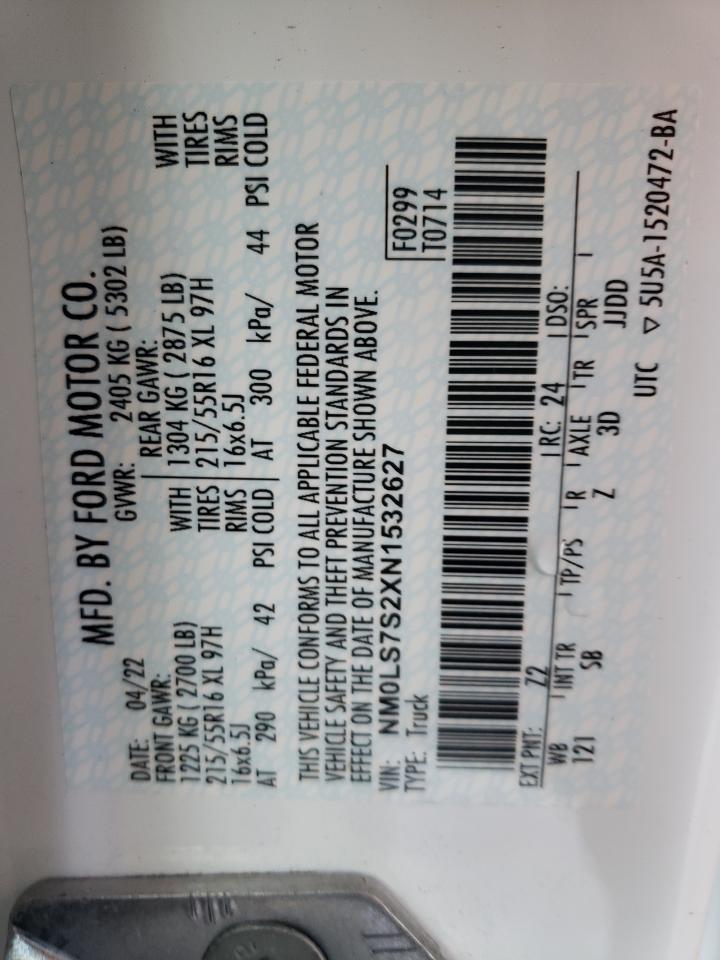 MFD. BY FORD MOTOR CO.
DATE: 04/22 GVWR: 2405 KG ( 5302 LB)
FRONT GAWR: REAR GAWR:
1225 KG ( 2700 LB) WITH 1304 KG ( 2875 LB) WITH
215/55R16 XL 97H TIRES 215/55R16 XL 97H TIRES
16x6.5J RIMS 16x6.5J RIMS
AT 290 kPa/ 42 PSI COLD AT 300 kPa/ 44 PSI COLD
THIS VEHICLE CONFORMS TO ALL APPLICABLE FEDERAL MOTOR
VEHICLE SAFETY AND THEFT PREVENTION STANDARDS IN
EFFECT ON THE DATE OF MANUFACTURE SHOWN ABOVE.
VIN: NM0LS7S2XN1532627 F0299
TYPE: Truck T0714
EXT PNT: Z2 RC: 24 DSO:
WB INT TR TP/PS R AXLE TR SPR
121 SB Z 3D JJDD
UTC ▽ 5U5A-1520472-BA